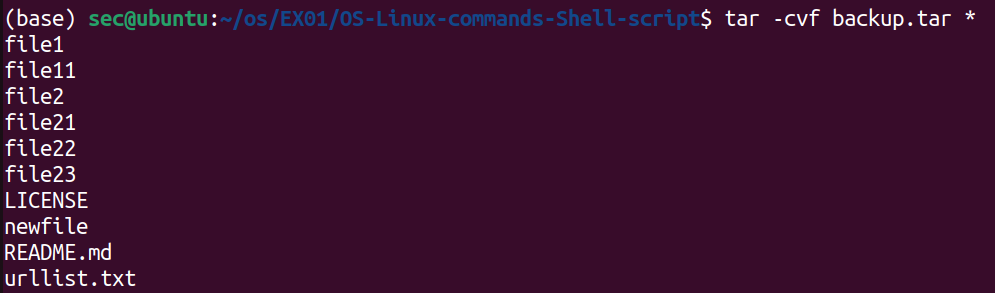 (base) sec@ubuntu:~/os/EX01/OS-Linux-commands-Shell-script$ tar -cvf backup.tar *
file1
file11
file2
file21
file22
file23
LICENSE
newfile
README.md
urllist.txt